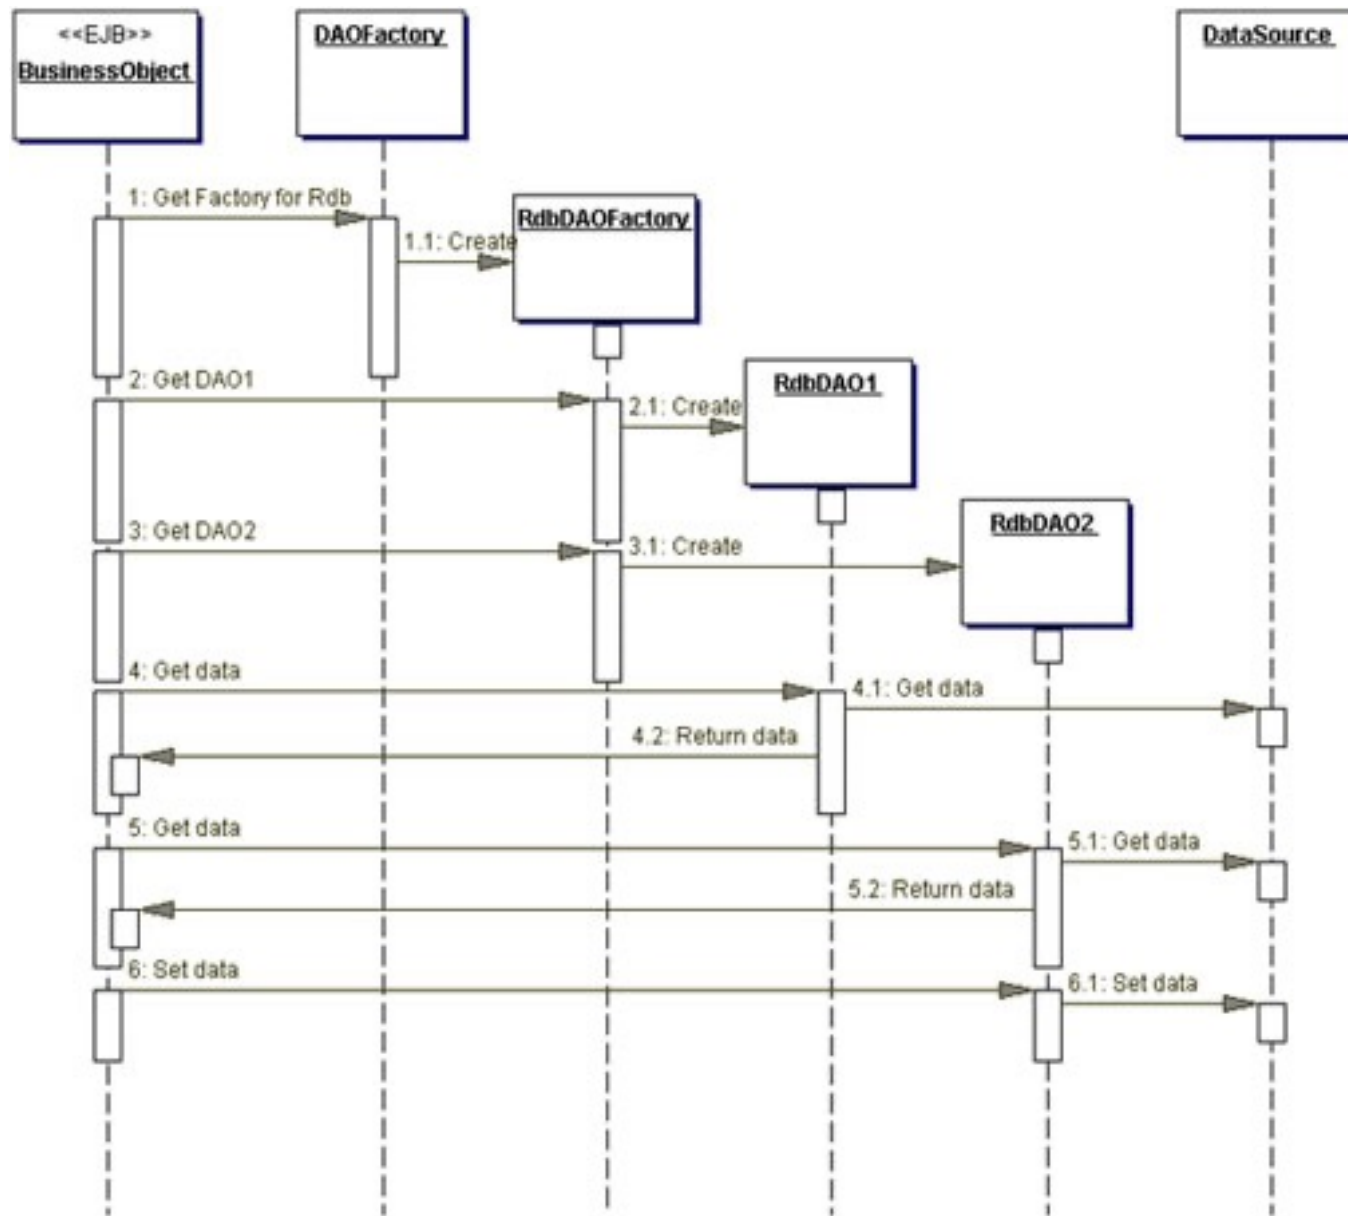 <<EJB>>
BusinessObject
DAOFactory
DataSource
1: Get Factory for Rdb
RdbDAOFactory
1.1: Create
2: Get DAO1
RdbDAO1
2.1: Create
3: Get DAO2
RdbDAO2
3.1: Create
4: Get data
4.1: Get data
4.2: Return data
5: Get data
5.1: Get data
5.2: Return data
6: Set data
6.1: Set data